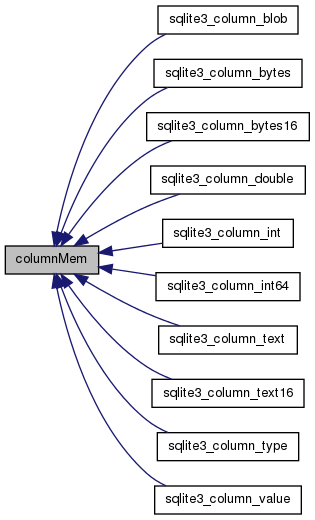 sqlite3_column_blob
sqlite3_column_bytes
sqlite3_column_bytes16
sqlite3_column_double
sqlite3_column_int
columnMem
sqlite3_column_int64
sqlite3_column_text
sqlite3_column_text16
sqlite3_column_type
sqlite3_column_value